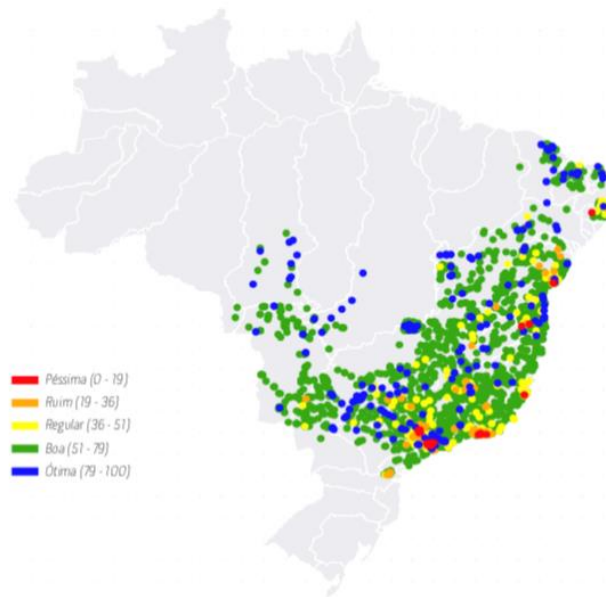 Péssima (0 - 19)
Ruim (19 - 36)
Regular (36 - 51)
Boa (51 - 79)
Ótima (79 - 100)